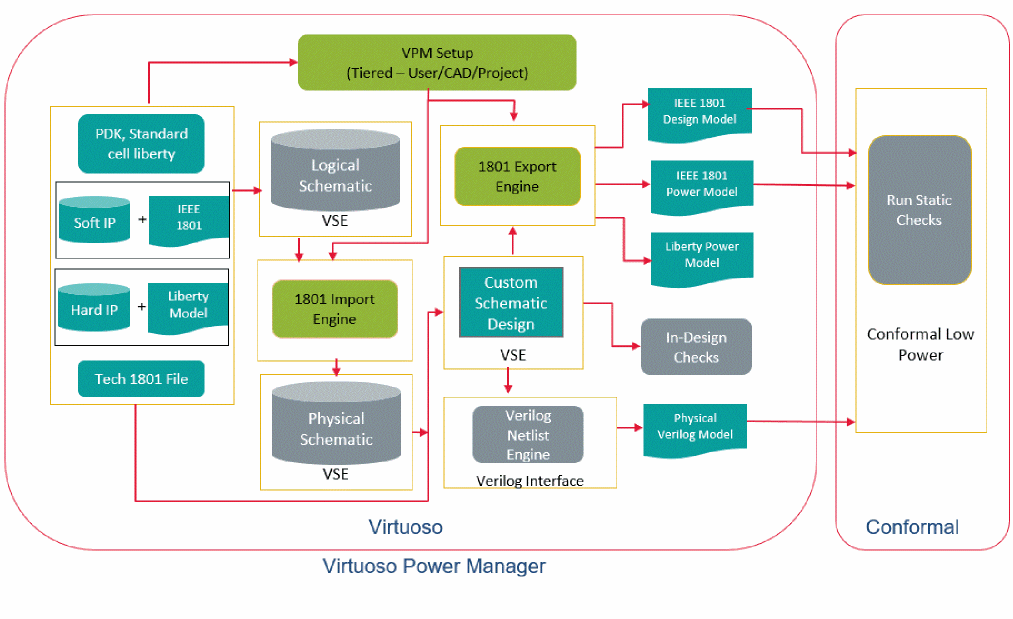 VPM Setup
(Tiered – User/CAD/Project)
PDK, Standard
cell liberty
Soft IP
+
IEEE
1801
Hard IP
+
Liberty
Model
Tech 1801 File
Logical
Schematic
VSE
1801 Import
Engine
Physical
Schematic
VSE
1801 Export
Engine
Custom
Schematic
Design
VSE
Verilog
Netlist
Engine
Verilog Interface
IEEE 1801
Design Model
IEEE 1801
Power Model
Liberty Power
Model
In-Design
Checks
Physical
Verilog Model
Run Static
Checks
Conformal Low
Power
Virtuoso
Conformal
Virtuoso Power Manager